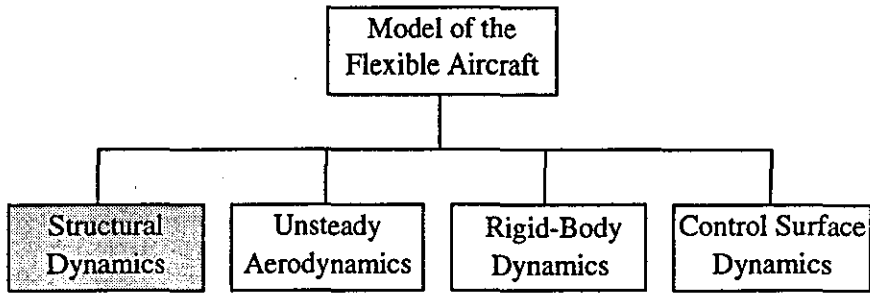 Model of the
Flexible Aircraft
Structural
Dynamics
Unsteady
Aerodynamics
Rigid-Body
Dynamics
Control Surface
Dynamics